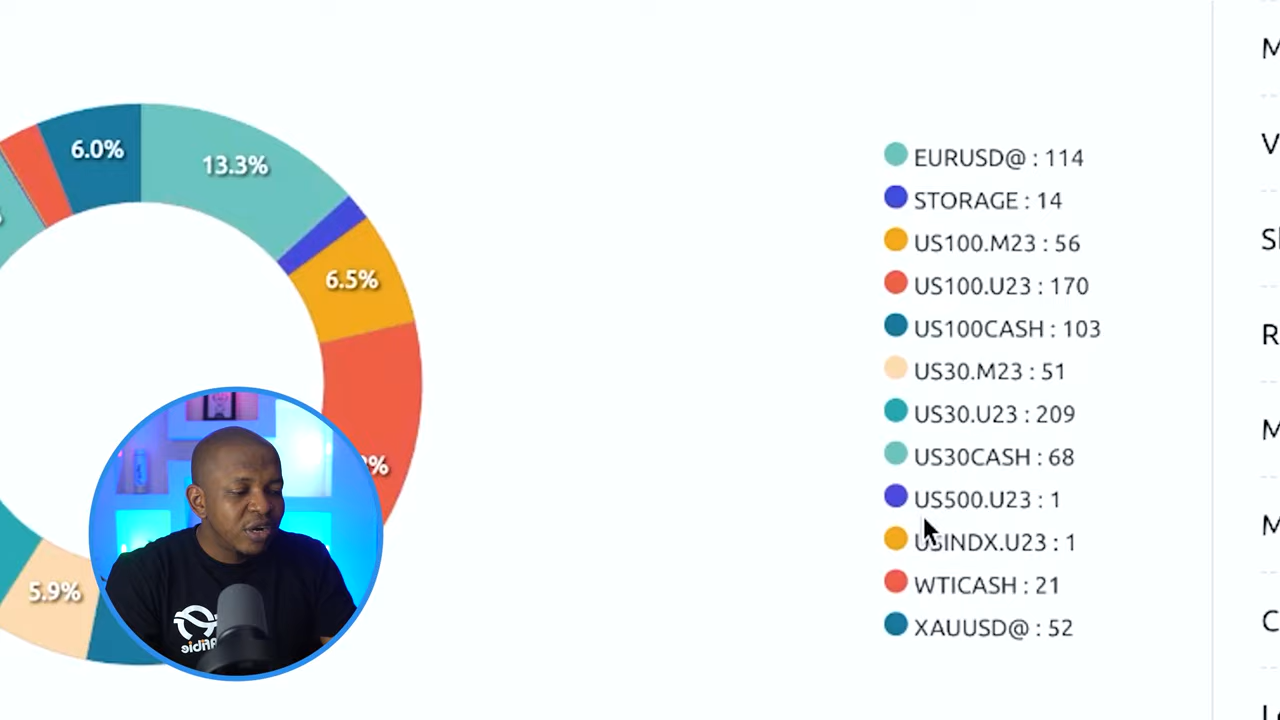 6.0%
13.3%
6.5%
5.9%
EURUSD@ : 114
STORAGE : 14
US100.M23 : 56
US100.U23 : 170
US100CASH : 103
US30.M23 : 51
US30.U23 : 209
US30CASH : 68
US500.U23 : 1
USINDX.U23 : 1
WTICASH : 21
XAUUSD@ : 52
M
V
R
M
M
C